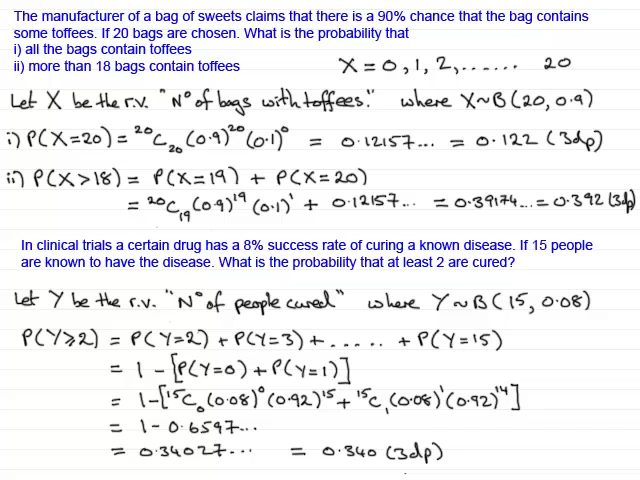 The manufacturer of a bag of sweets claims that there is a 90% chance that the bag contains
some toffees. If 20 bags are chosen. What is the probability that
i) all the bags contain toffees
ii) more than 18 bags contain toffees
X = 0, 1, 2, ...... 20
Let X be the r.v. "Nº of bags with toffees." where X~B(20, 0.9)
i) P(X=20) = ²⁰C₂₀ (0.9)²⁰ (0.1)⁰ = 0.12157... = 0.122 (3dp)
ii) P(X>18) = P(X=19) + P(X=20)
= ²⁰C₁₉ (0.9)¹⁹ (0.1)¹ + 0.12157... = 0.39174... = 0.392 (3dp)
In clinical trials a certain drug has a 8% success rate of curing a known disease. If 15 people
are known to have the disease. What is the probability that at least 2 are cured?
Let Y be the r.v. "Nº of people cured" where Y~B(15, 0.08)
P(Y≥2) = P(Y=2) + P(Y=3) + ..... + P(Y=15)
= 1 - [P(Y=0) + P(Y=1)]
= 1 - [¹⁵C₀ (0.08)⁰ (0.92)¹⁵ + ¹⁵C₁ (0.08)¹ (0.92)¹⁴]
= 1 - 0.6597...
= 0.34027... = 0.340 (3dp)